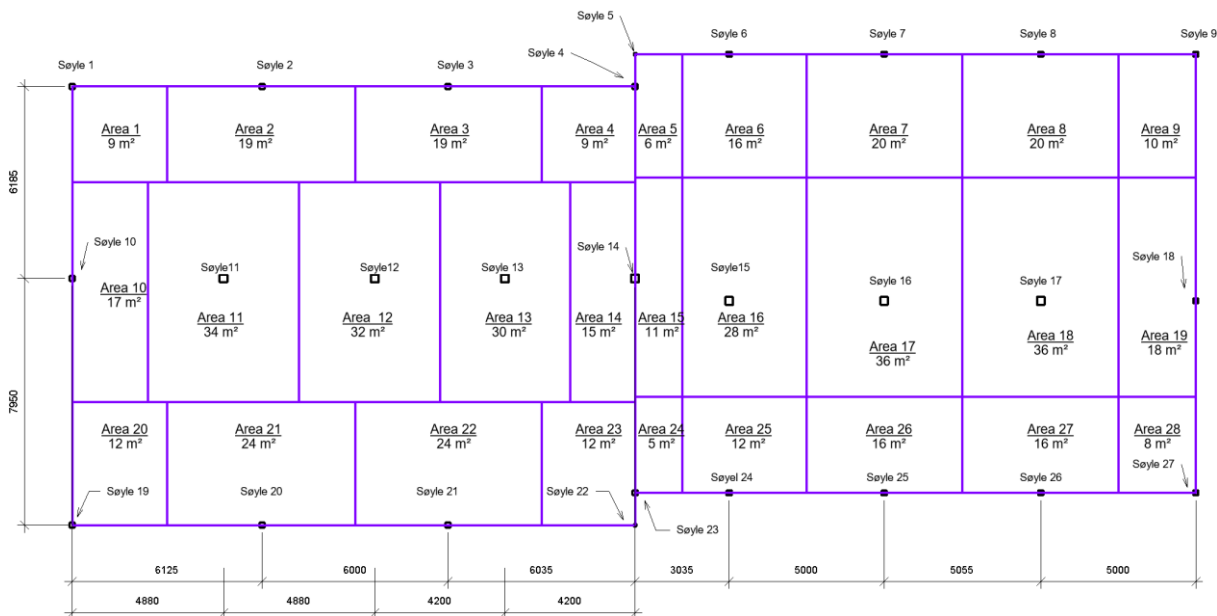 Søyle 5
Søyle 6
Søyle 7
Søyle 8
Søyle 9
Søyle 1
Søyle 2
Søyle 3
Søyle 4
Area 1
9 m²
Area 2
19 m²
Area 3
19 m²
Area 4
9 m²
Area 5
6 m²
Area 6
16 m²
Area 7
20 m²
Area 8
20 m²
Area 9
10 m²
6185
Søyle 10
Søyle11
Søyle12
Søyle 13
Søyle 14
Søyle15
Søyle 16
Søyle 17
Søyle 18
Area 10
17 m²
Area 11
34 m²
Area 12
32 m²
Area 13
30 m²
Area 14
15 m²
Area 15
11 m²
Area 16
28 m²
Area 17
36 m²
Area 18
36 m²
Area 19
18 m²
7950
Area 20
12 m²
Area 21
24 m²
Area 22
24 m²
Area 23
12 m²
Area 24
5 m²
Area 25
12 m²
Area 26
16 m²
Area 27
16 m²
Area 28
8 m²
Søyle 19
Søyle 20
Søyle 21
Søyle 22
Søyle 23
Søyel 24
Søyle 25
Søyle 26
Søyle 27
6125
6000
6035
3035
5000
5055
5000
4880
4880
4200
4200